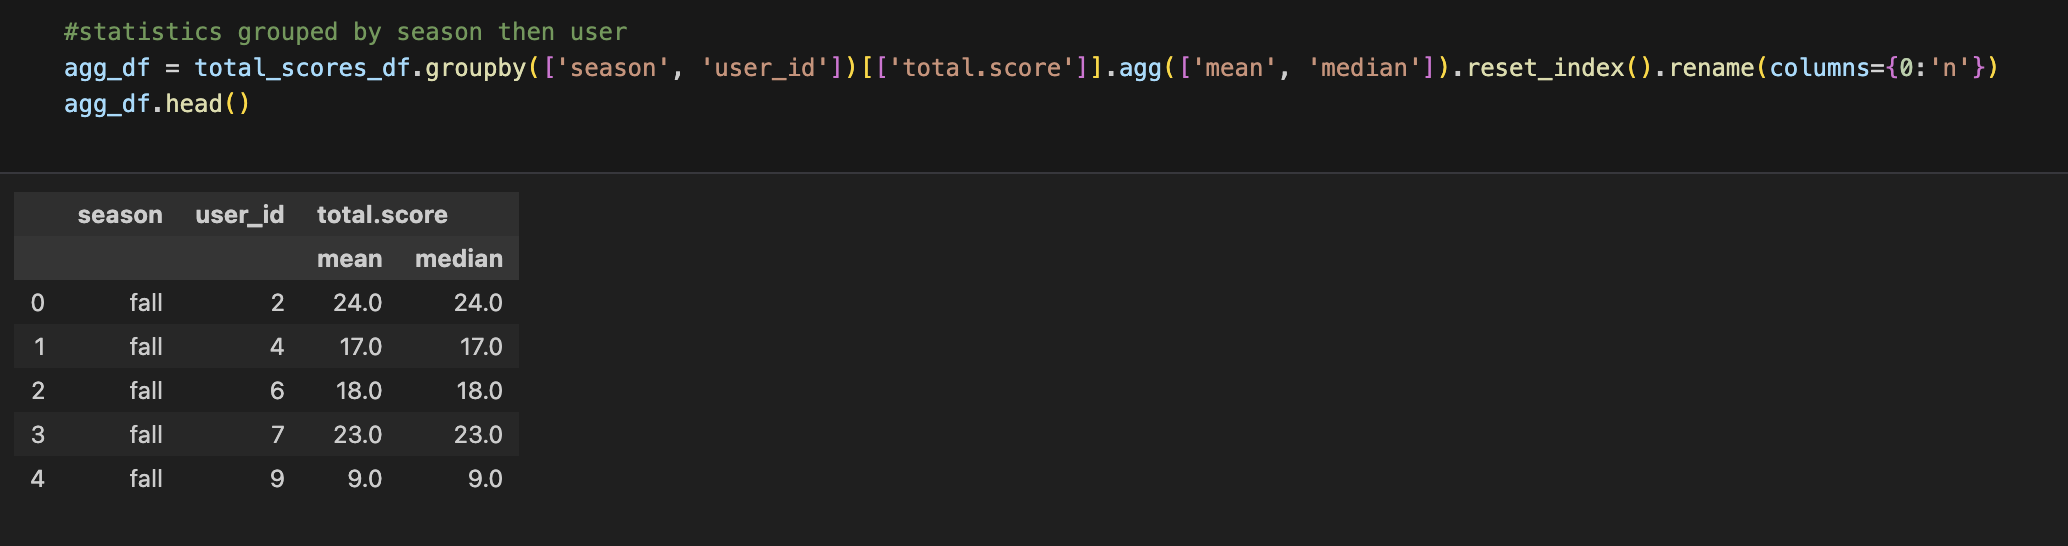 #statistics grouped by season then user
agg_df = total_scores_df.groupby(['season', 'user_id'])[['total.score']].agg(['mean', 'median']).reset_index().rename(columns={0:'n'})
agg_df.head()
season user_id total.score
mean median
0 fall 2 24.0 24.0
1 fall 4 17.0 17.0
2 fall 6 18.0 18.0
3 fall 7 23.0 23.0
4 fall 9 9.0 9.0